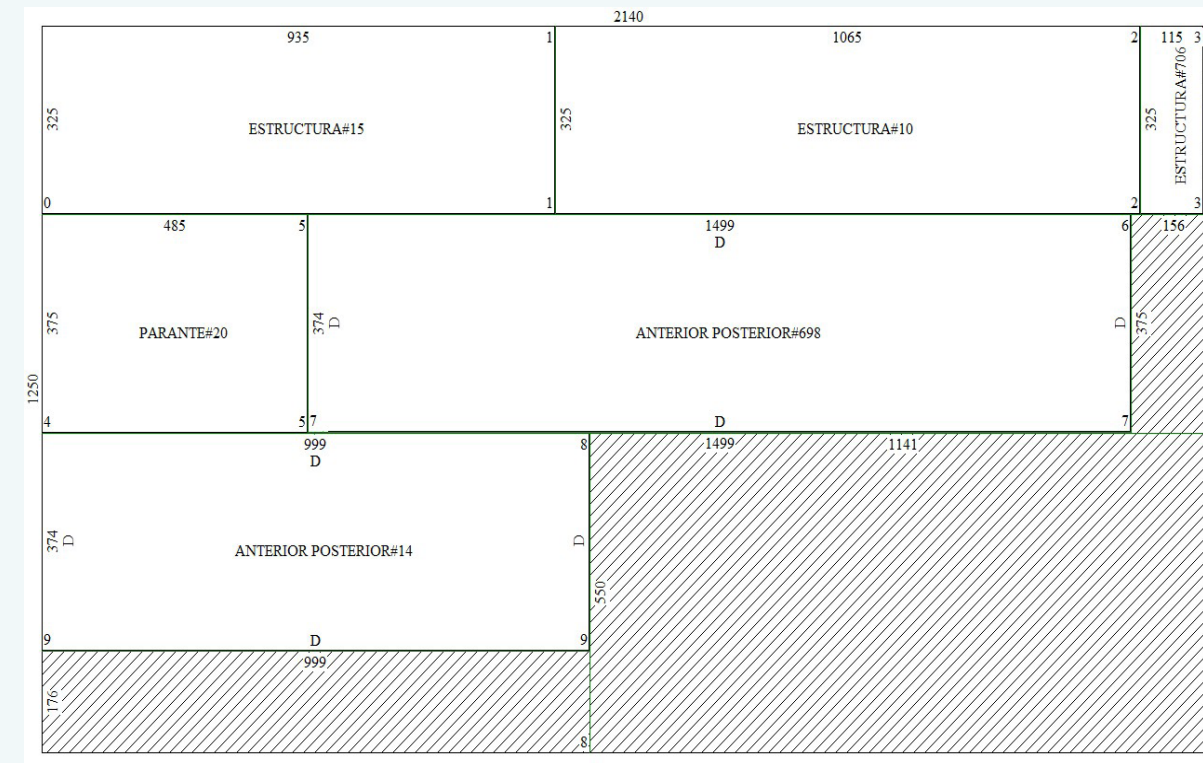 2140
935 1 1065 2 115 3
325 ESTRUCTURA#15 325 ESTRUCTURA#10 325 ESTRUCTURA#706
0 1 2 3
485 5 1499 6 156
D
375 PARANTE#20 374 D ANTERIOR POSTERIOR#698 D 375
1250
4 5 7 D 7
999 8 1499 1141
D
374 D ANTERIOR POSTERIOR#14 D
550
9 D 9
999
176
8